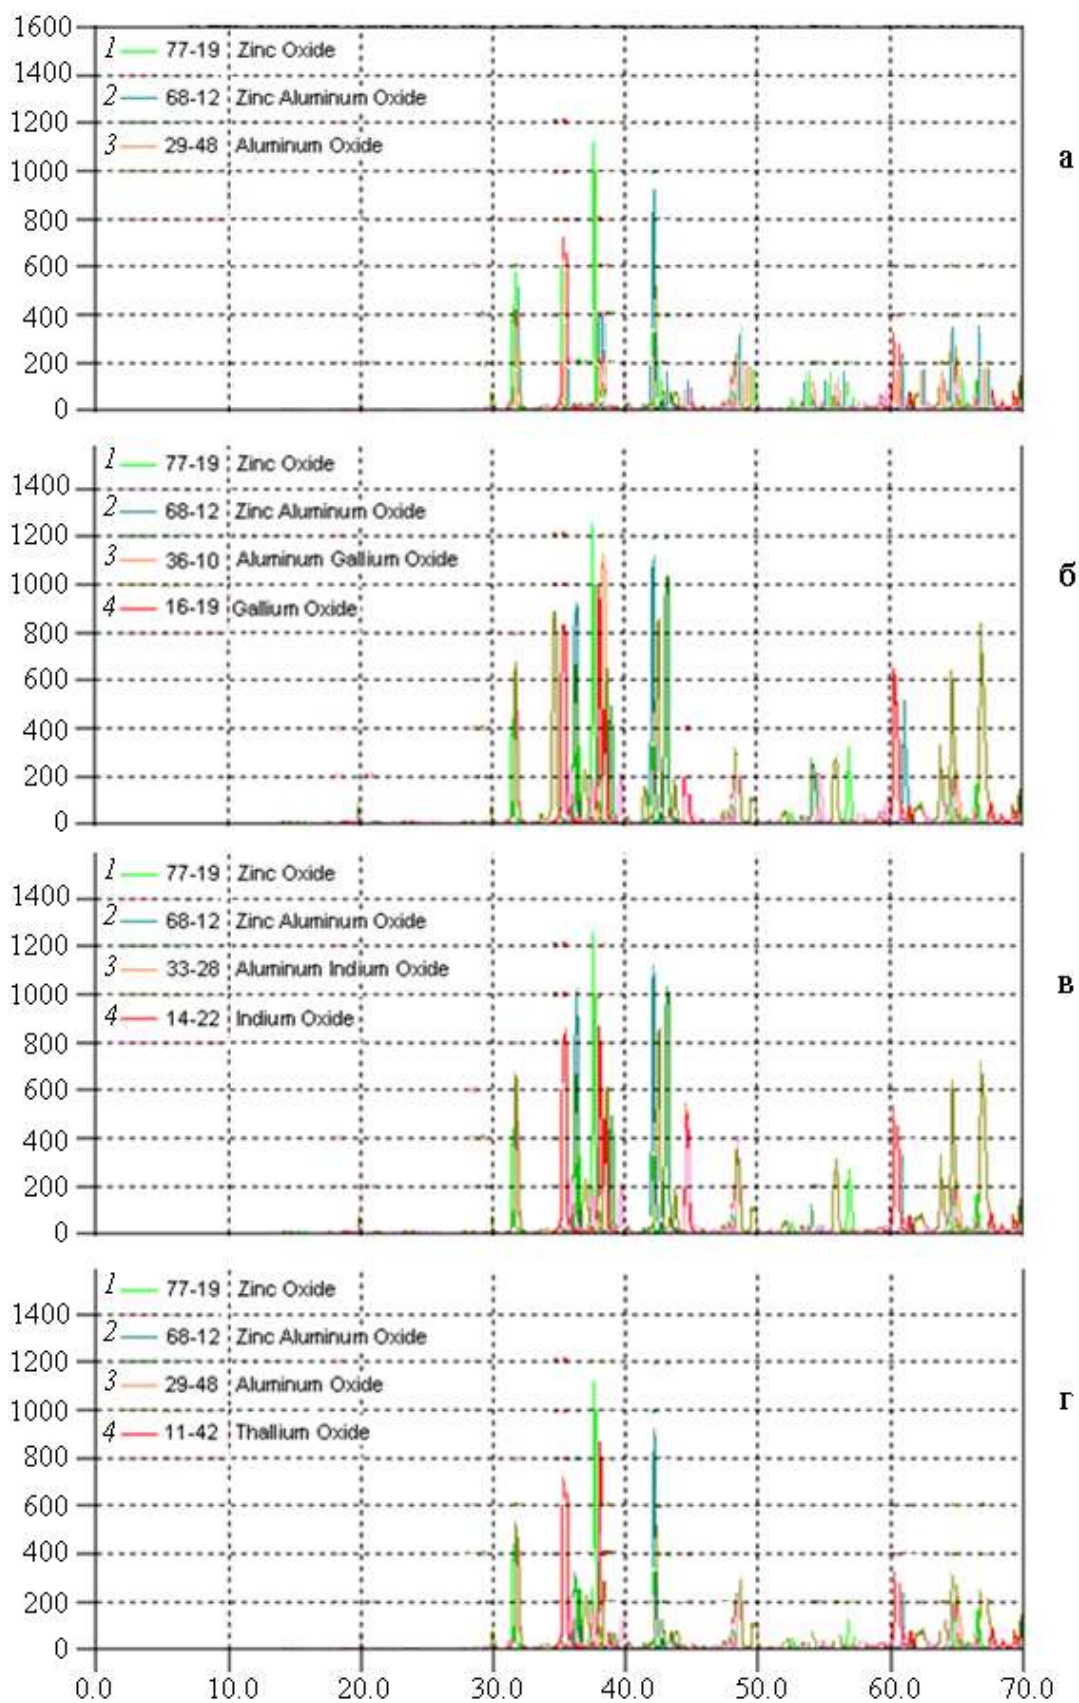 1600
1 77-19 Zinc Oxide
1400
2 68-12 Zinc Aluminum Oxide
1200
3 29-48 Aluminum Oxide
1000
а
800
600
400
200
0
1 77-19 Zinc Oxide
1400
2 68-12 Zinc Aluminum Oxide
1200
3 36-10 Aluminum Gallium Oxide
1000
б
4 16-19 Gallium Oxide
800
600
400
200
0
1 77-19 Zinc Oxide
1400
2 68-12 Zinc Aluminum Oxide
1200
3 33-28 Aluminum Indium Oxide
1000
в
4 14-22 Indium Oxide
800
600
400
200
0
1 77-19 Zinc Oxide
1400
2 68-12 Zinc Aluminum Oxide
1200
3 29-48 Aluminum Oxide
1000
г
4 11-42 Thallium Oxide
800
600
400
200
0
0.0 10.0 20.0 30.0 40.0 50.0 60.0 70.0